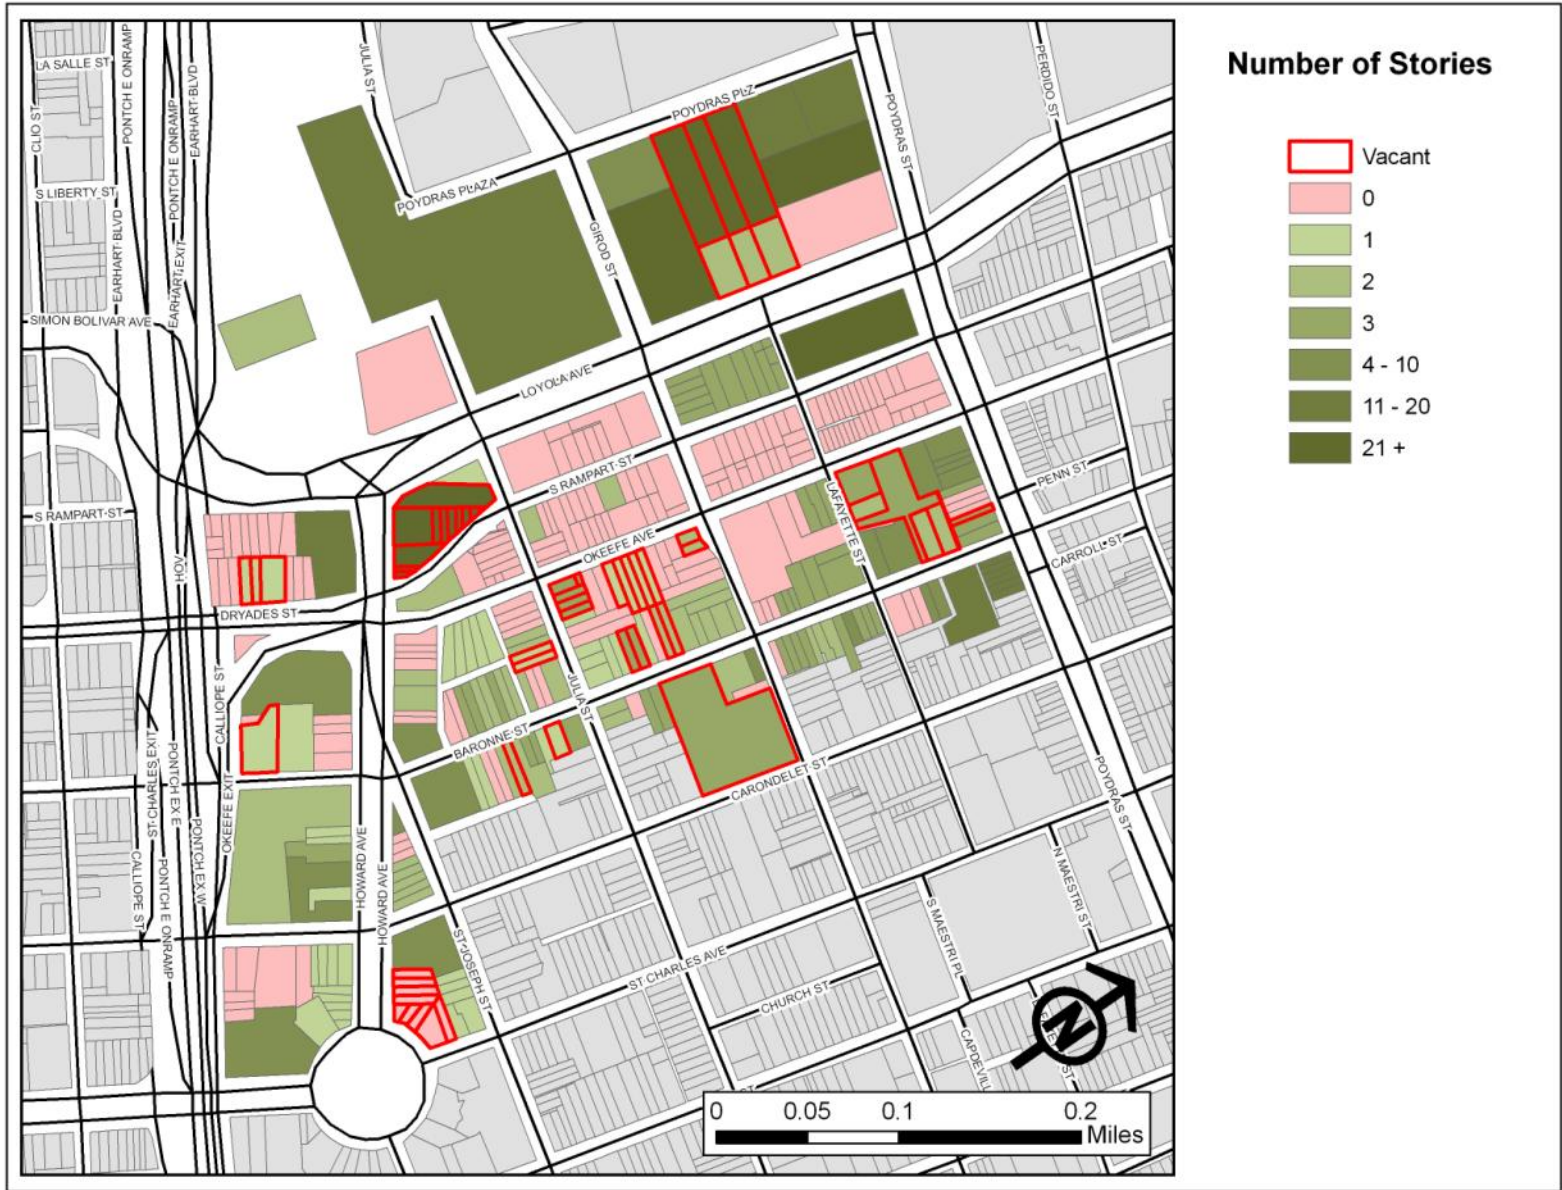 Number of Stories
Vacant
0
1
2
3
4 - 10
11 - 20
21 +
LA SALLE ST
CLIO ST
PONTCH E ONRAMP
PONTCH E ONRAMP
EARHART BLVD
JULIA ST
POYDRAS PLZ
POYDRAS ST
PERDIDO ST
S LIBERTY ST
EARHART BLVD
EARHART EXIT
POYDRAS PLAZA
GIROD ST
SIMON BOLIVAR AVE
LOYOLA AVE
S RAMPART ST
S RAMPART ST
HOV
OKEEFE AVE
LAFAYETTE ST
PENN ST
CARROLL ST
DRYADES ST
CALLIOPE ST
JULIA ST
BARONNE ST
ST CHARLES EXIT
PONTCH EX E
PONTCH EX W
OKEEFE EXIT
CARONDELET ST
POYDRAS ST
CALLIOPE ST
PONTCH E ONRAMP
HOWARD AVE
HOWARD AVE
ST JOSEPH ST
ST CHARLES AVE
CHURCH ST
S MAESTRI PL
N MAESTRI ST
CAPDEVILL
ST
ST
N
0
0.05
0.1
0.2
Miles